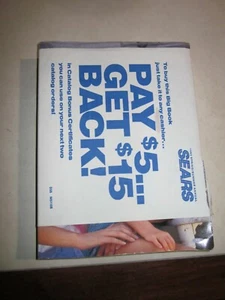 SEARS
To buy this Big Book
just take it to any cashier...
PAY $5...
GET $15
BACK!
in Catalog Bonus Certificates
you can use on your next two
catalog orders!